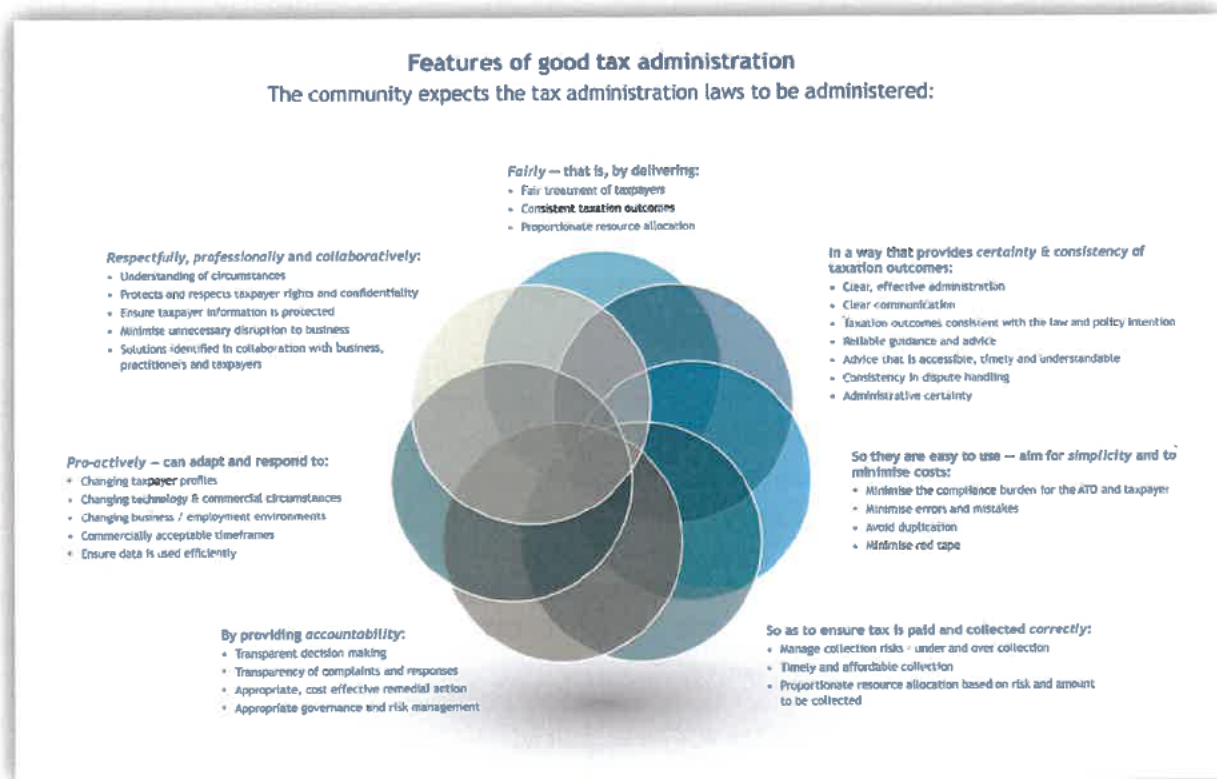 Features of good tax administration
The community expects the tax administration laws to be administered:
Fairly — that is, by delivering:
• Fair treatment of taxpayers
• Consistent taxation outcomes
• Proportionate resource allocation
In a way that provides certainty & consistency of
taxation outcomes:
• Clear, effective administration
• Clear communication
• Taxation outcomes consistent with the law and policy intention
• Reliable guidance and advice
• Advice that is accessible, timely and understandable
• Consistency in dispute handling
• Administrative certainty
So they are easy to use — aim for simplicity and to
minimise costs:
• Minimise the compliance burden for the ATO and taxpayer
• Minimise errors and mistakes
• Avoid duplication
• Minimise red tape
So as to ensure tax is paid and collected correctly:
• Manage collection risks - under and over collection
• Timely and affordable collection
• Proportionate resource allocation based on risk and amount
to be collected
By providing accountability:
• Transparent decision making
• Transparency of complaints and responses
• Appropriate, cost effective remedial action
• Appropriate governance and risk management
Pro-actively — can adapt and respond to:
• Changing taxpayer profiles
• Changing technology & commercial circumstances
• Changing business / employment environments
• Commercially acceptable timeframes
• Ensure data is used efficiently
Respectfully, professionally and collaboratively:
• Understanding of circumstances
• Protects and respects taxpayer rights and confidentiality
• Ensure taxpayer information is protected
• Minimise unnecessary disruption to business
• Solutions identified in collaboration with business,
practitioners and taxpayers